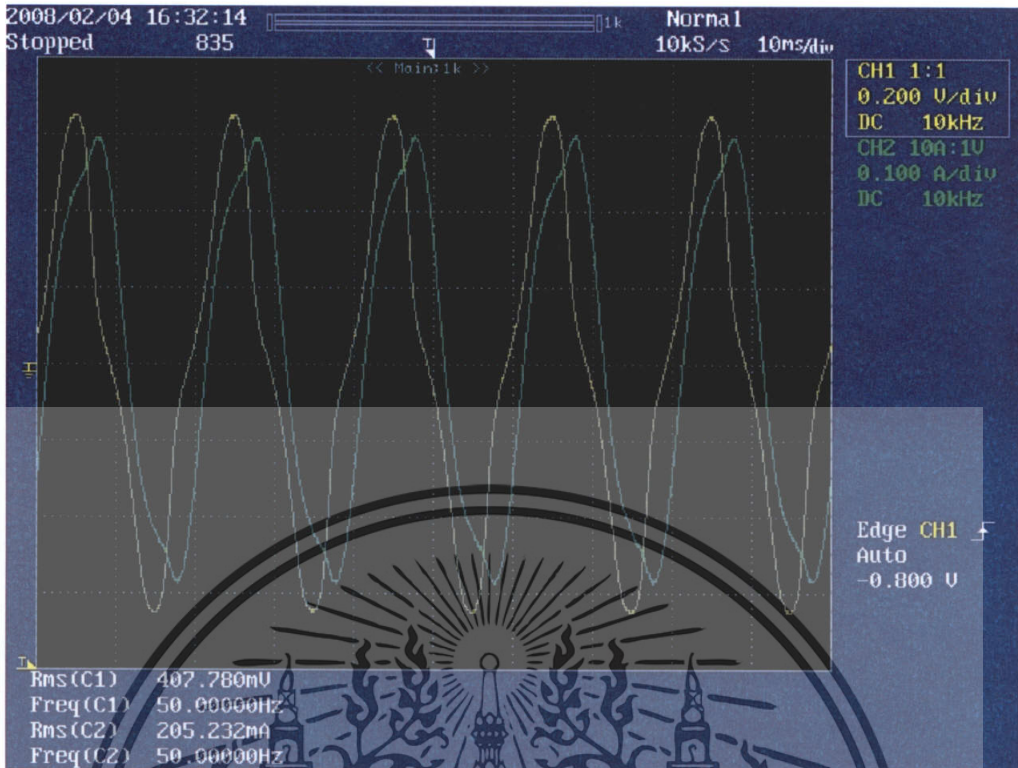 2008/02/04 16:32:14
Stopped 835
1k
Normal
10kS/s 10ms/div
T
<< Main:1k >>
CH1 1:1
0.200 V/div
DC 10kHz
CH2 10A:1V
0.100 A/div
DC 10kHz
Edge CH1
Auto
-0.800 V
T
Rms(C1) 407.780mV
Freq(C1) 50.00000Hz
Rms(C2) 205.232mA
Freq(C2) 50.00000Hz